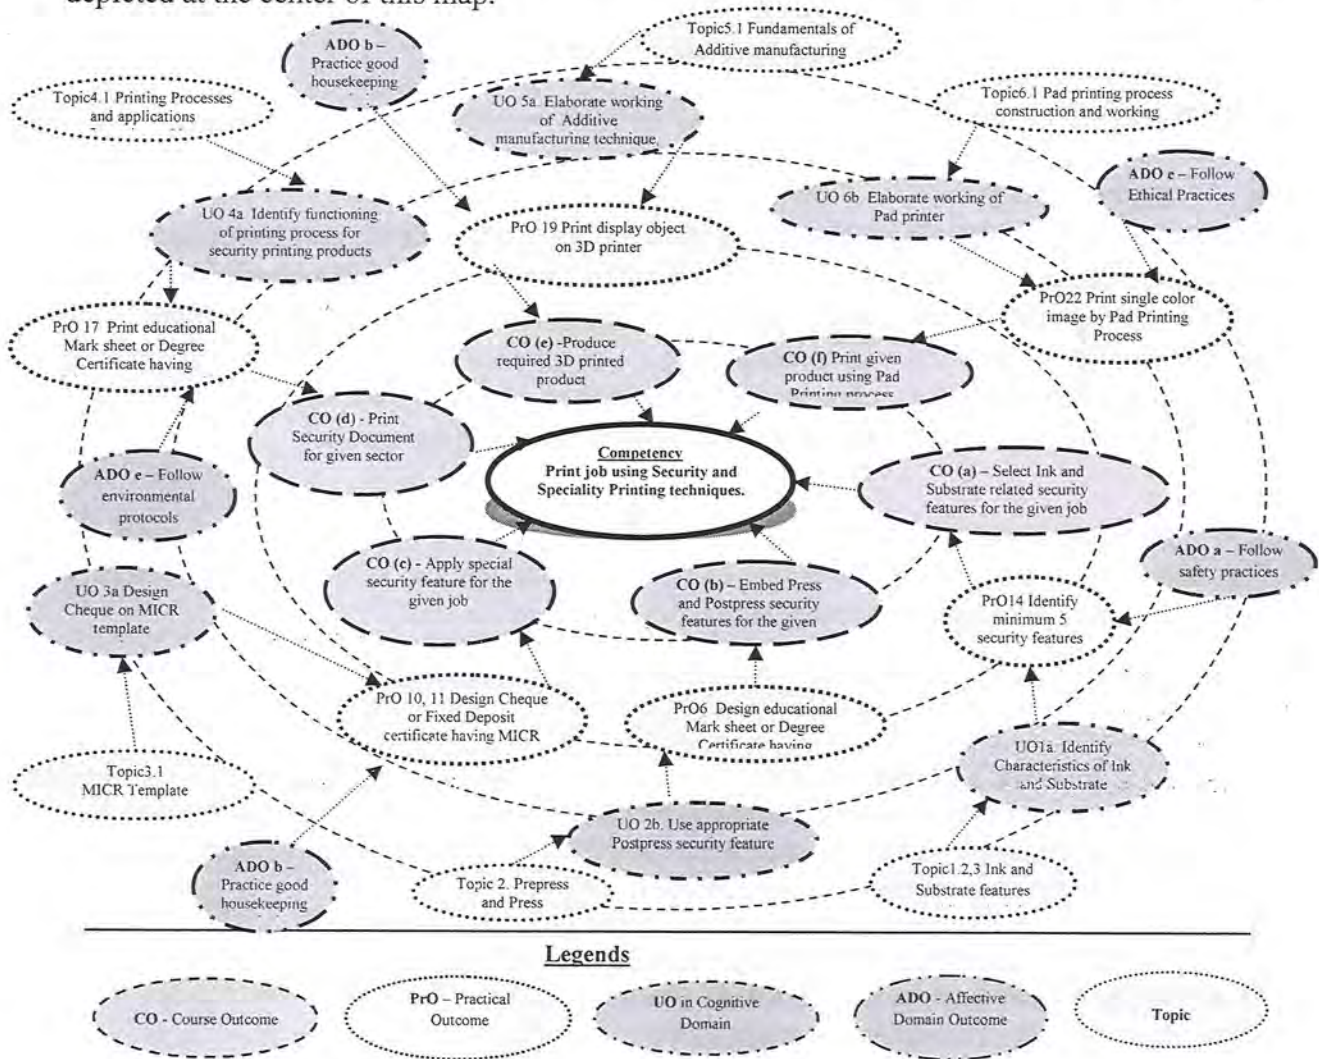 depicted at the center of this map.
Topic5.1 Fundamentals of
Additive manufacturing
ADO b –
Practice good
housekeeping
Topic4.1 Printing Processes
and applications
UO 5a. Elaborate working
of Additive
manufacturing technique.
Topic6.1 Pad printing process
construction and working
ADO e – Follow
Ethical Practices
UO 4a Identify functioning
of printing process for
security printing products
UO 6b. Elaborate working of
Pad printer
PrO 19 Print display object
on 3D printer
PrO22 Print single color
image by Pad Printing
Process
PrO 17 Print educational
Mark sheet or Degree
Certificate having
CO (e) -Produce
required 3D printed
product
CO (f) Print given
product using Pad
Printing process
CO (d) - Print
Security Document
for given sector
Competency
Print job using Security and
Speciality Printing techniques.
CO (a) – Select Ink and
Substrate related security
features for the given job
ADO e – Follow
environmental
protocols
CO (c) - Apply special
security feature for the
given job
CO (b) – Embed Press
and Postpress security
features for the given
ADO a – Follow
safety practices
UO 3a Design
Cheque on MICR
template
PrO14 Identify
minimum 5
security features
PrO 10, 11 Design Cheque
or Fixed Deposit
certificate having MICR
PrO6 Design educational
Mark sheet or Degree
Certificate having
UO1a. Identify
Characteristics of Ink
and Substrate
Topic3.1
MICR Template
UO 2b. Use appropriate
Postpress security feature
ADO b –
Practice good
housekeeping
Topic 2. Prepress
and Press
Topic1.2,3 Ink and
Substrate features
Legends
CO - Course Outcome
PrO – Practical
Outcome
UO in Cognitive
Domain
ADO - Affective
Domain Outcome
Topic